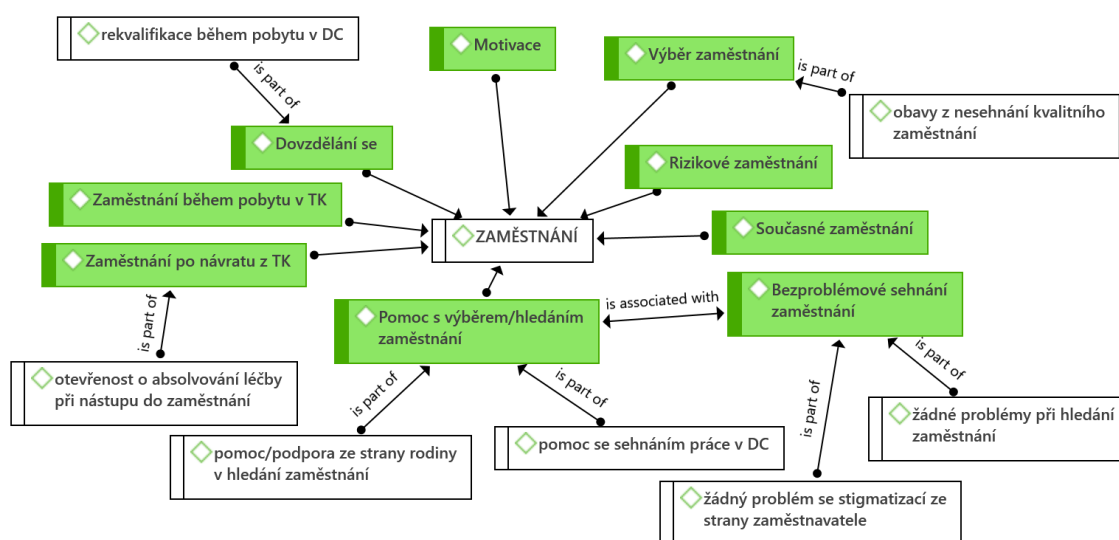 rekvalifikace během pobytu v DC
Motivace
Výběr zaměstnání
is part of
is part of
obavy z nesehnání kvalitního
zaměstnání
Dovzdělání se
Rizikové zaměstnání
Zaměstnání během pobytu v TK
ZAMĚSTNÁNÍ
Současné zaměstnání
Zaměstnání po návratu z TK
is part of
Pomoc s výběrem/hledáním
zaměstnání
is associated with
Bezproblémové sehnání
zaměstnání
otevřenost o absolvování léčby
při nástupu do zaměstnání
is part of
is part of
is part of
is part of
pomoc/podpora ze strany rodiny
v hledání zaměstnání
pomoc se sehnáním práce v DC
žádné problémy při hledání
zaměstnání
žádný problém se stigmatizací ze
strany zaměstnavatele